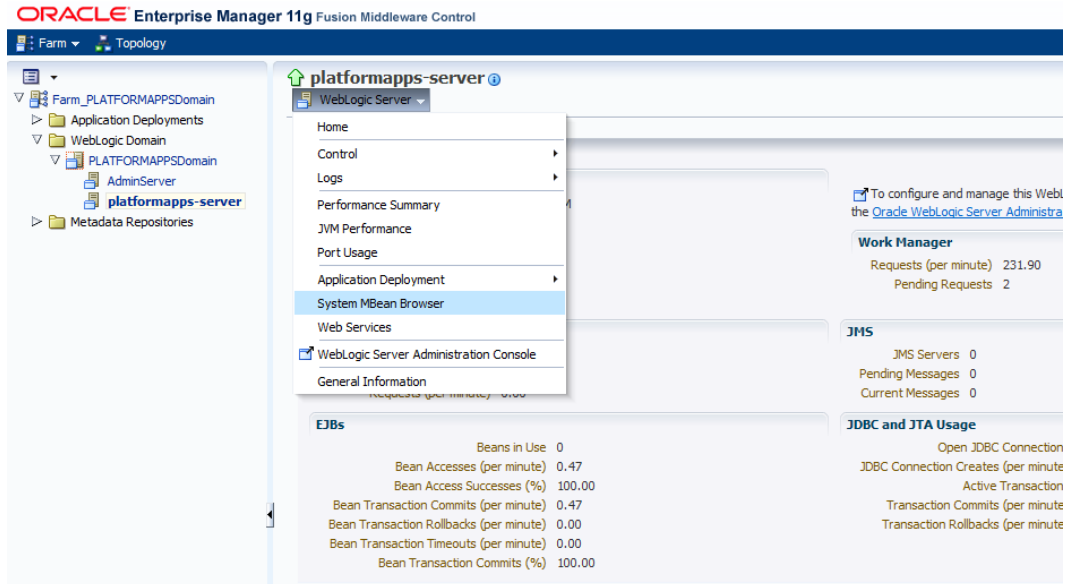 ORACLE Enterprise Manager 11g Fusion Middleware Control
Farm Topology
Farm_PLATFORMAPPSDomain
Application Deployments
WebLogic Domain
PLATFORMAPPSDomain
AdminServer
platformapps-server
Metadata Repositories
platformapps-server
WebLogic Server
Home
Control
Logs
Performance Summary
JVM Performance
Port Usage
Application Deployment
System MBean Browser
Web Services
WebLogic Server Administration Console
General Information
M
Requests (per minute) 0.00
EJBs
Beans in Use 0
Bean Accesses (per minute) 0.47
Bean Access Successes (%) 100.00
Bean Transaction Commits (per minute) 0.47
Bean Transaction Rollbacks (per minute) 0.00
Bean Transaction Timeouts (per minute) 0.00
Bean Transaction Commits (%) 100.00
To configure and manage this WebL
the Oracle WebLogic Server Administra
Work Manager
Requests (per minute) 231.90
Pending Requests 2
JMS
JMS Servers 0
Pending Messages 0
Current Messages 0
JDBC and JTA Usage
Open JDBC Connection
JDBC Connection Creates (per minute
Active Transaction
Transaction Commits (per minute
Transaction Rollbacks (per minute